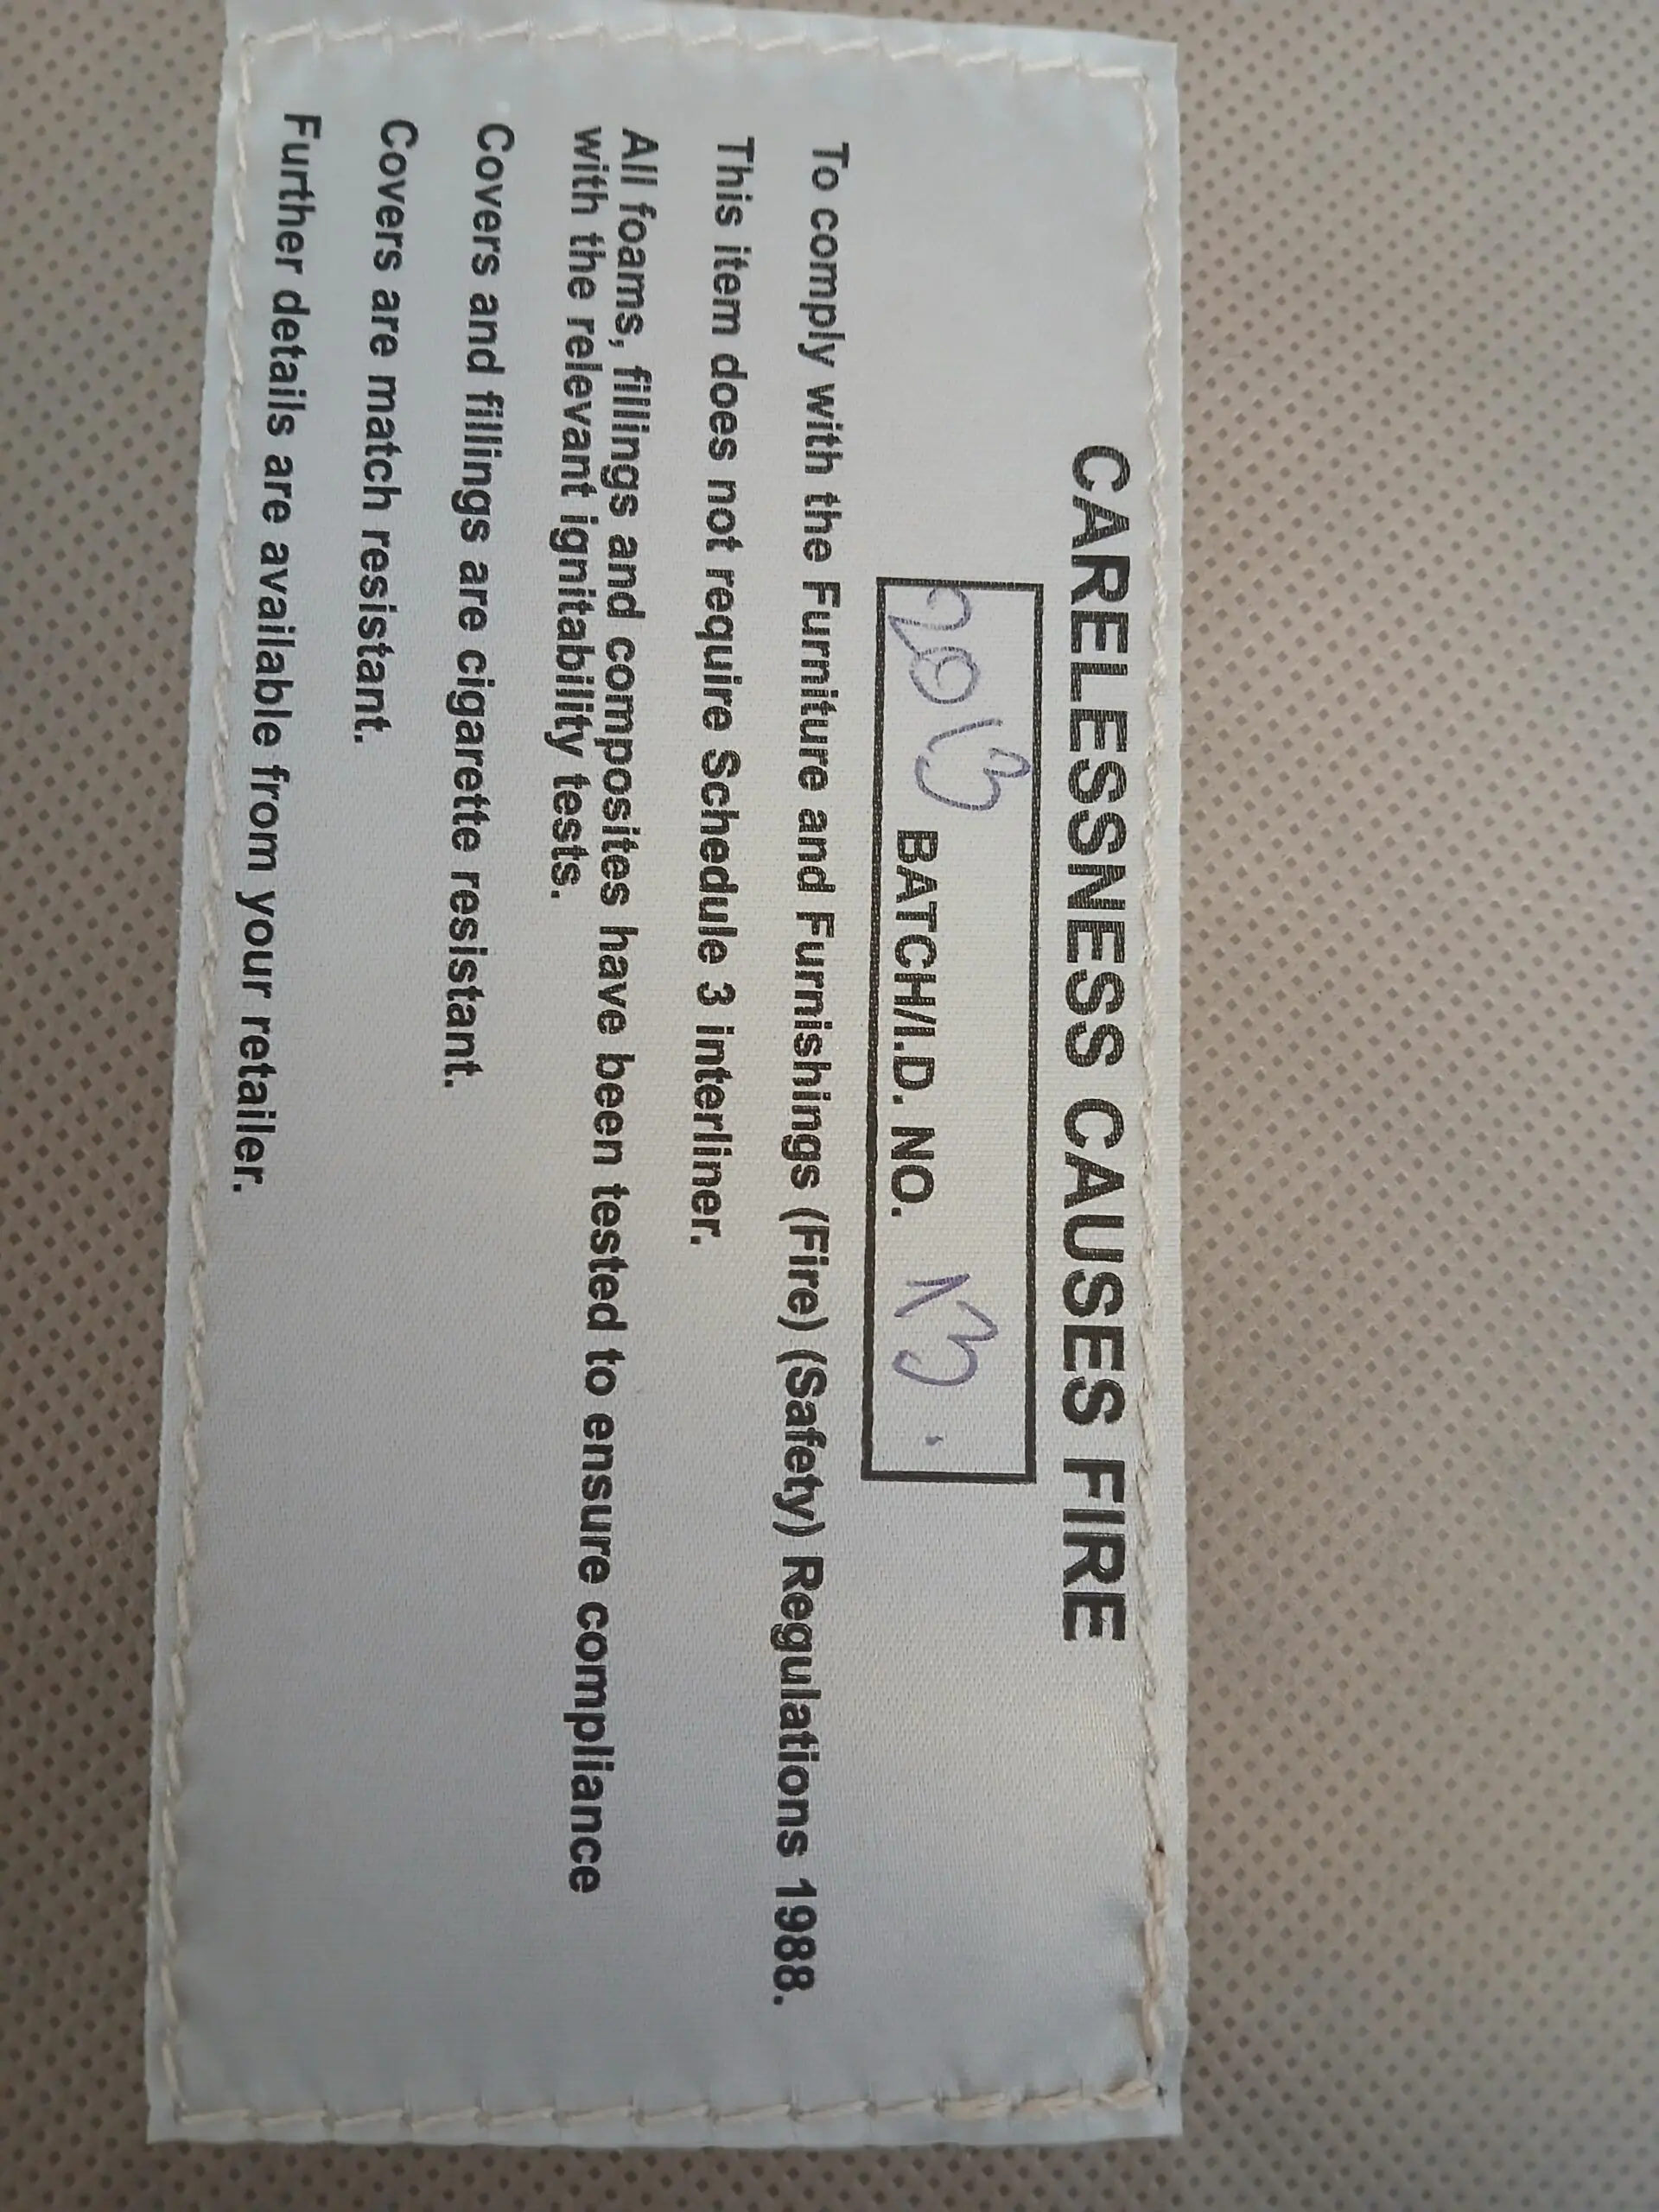 CARELESSNESS CAUSES FIRE
2013 BATCH/I.D. NO. 13.
To comply with the Furniture and Furnishings (Fire) (Safety) Regulations 1988.
This item does not require Schedule 3 interliner.
All foams, fillings and composites have been tested to ensure compliance
with the relevant ignitability tests.
Covers and fillings are cigarette resistant.
Covers are match resistant.
Further details are available from your retailer.